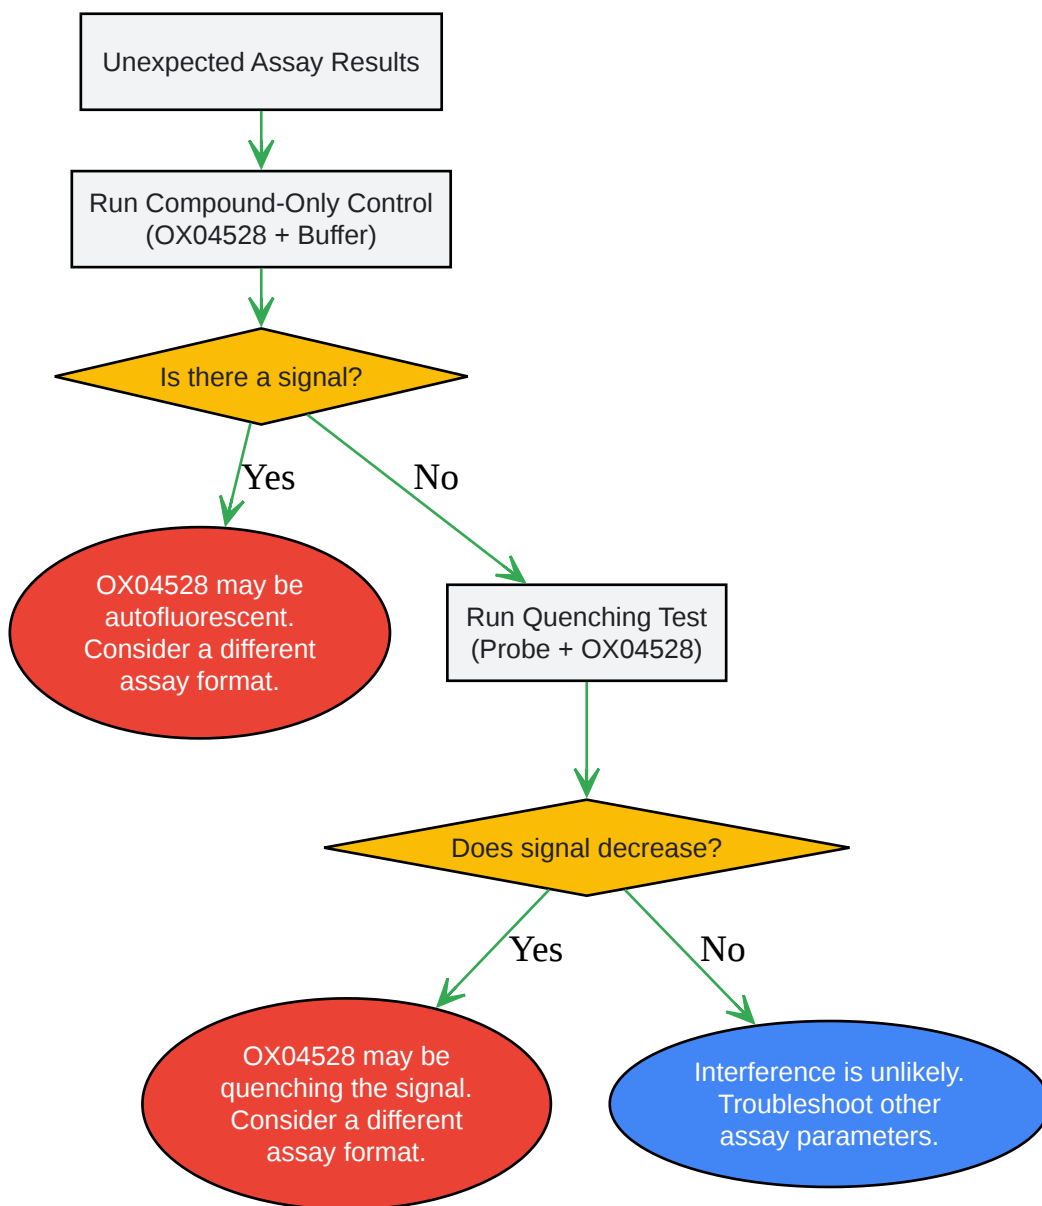 Unexpected Assay Results
Run Compound-Only Control
(OX04528 + Buffer)
Is there a signal?
Yes
No
OX04528 may be
autofluorescent.
Consider a different
assay format.
Run Quenching Test
(Probe + OX04528)
Does signal decrease?
Yes
No
OX04528 may be
quenching the signal.
Consider a different
assay format.
Interference is unlikely.
Troubleshoot other
assay parameters.